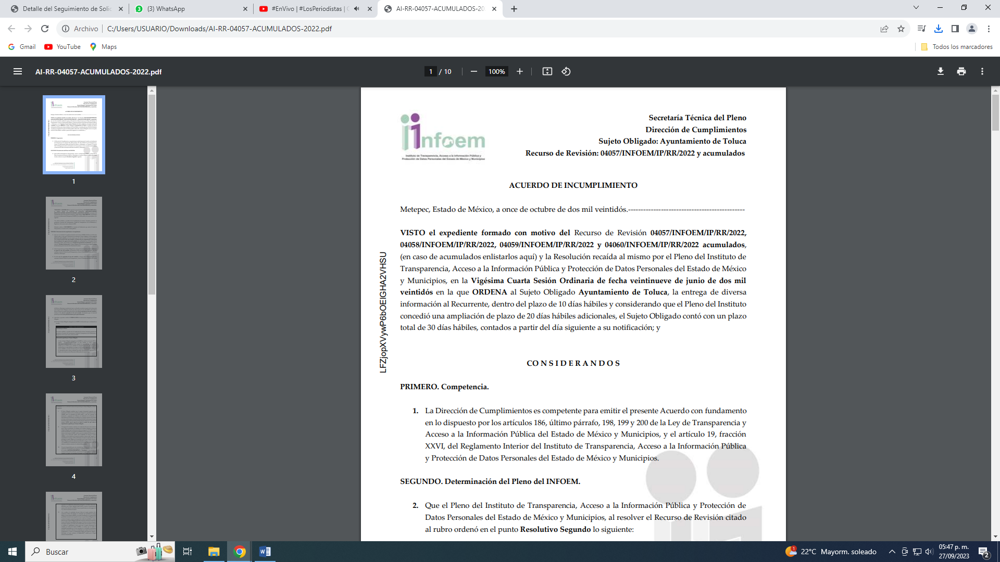 Detalle del Seguimiento de Solic
(3) WhatsApp
#EnVivo | #LosPeriodistas |
AI-RR-04057-ACUMULADOS-20
Archivo
C:/Users/USUARIO/Downloads/AI-RR-04057-ACUMULADOS-2022.pdf
Gmail
YouTube
Maps
Todos los marcadores
AI-RR-04057-ACUMULADOS-2022.pdf
1 / 10
100%
1
2
3
4
infoem
Instituto de Transparencia, Acceso a la Información Pública y
Protección de Datos Personales del Estado de México y Municipios
Secretaría Técnica del Pleno
Dirección de Cumplimientos
Sujeto Obligado: Ayuntamiento de Toluca
Recurso de Revisión: 04057/INFOEM/IP/RR/2022 y acumulados
ACUERDO DE INCUMPLIMIENTO
Metepec, Estado de México, a once de octubre de dos mil veintidós.----------------------------------------------
VISTO el expediente formado con motivo del Recurso de Revisión 04057/INFOEM/IP/RR/2022,
04058/INFOEM/IP/RR/2022, 04059/INFOEM/IP/RR/2022 y 04060/INFOEM/IP/RR/2022 acumulados,
(en caso de acumulados enlistarlos aquí) y la Resolución recaída al mismo por el Pleno del Instituto de
Transparencia, Acceso a la Información Pública y Protección de Datos Personales del Estado de México
y Municipios, en la Vigésima Cuarta Sesión Ordinaria de fecha veintinueve de junio de dos mil
veintidós en la que ORDENA al Sujeto Obligado Ayuntamiento de Toluca, la entrega de diversa
información al Recurrente, dentro del plazo de 10 días hábiles y considerando que el Pleno del Instituto
concedió una ampliación de plazo de 20 días hábiles adicionales, el Sujeto Obligado contó con un plazo
total de 30 días hábiles, contados a partir del día siguiente a su notificación; y
LFZjopXVywP6bOEIGHA2VHSU
C O N S I D E R A N D O S
PRIMERO. Competencia.
1. La Dirección de Cumplimientos es competente para emitir el presente Acuerdo con fundamento
en lo dispuesto por los artículos 186, último párrafo, 198, 199 y 200 de la Ley de Transparencia y
Acceso a la Información Pública del Estado de México y Municipios, y el artículo 19, fracción
XXVI, del Reglamento Interior del Instituto de Transparencia, Acceso a la Información Pública
y Protección de Datos Personales del Estado de México y Municipios.
SEGUNDO. Determinación del Pleno del INFOEM.
2. Que el Pleno del Instituto de Transparencia, Acceso a la Información Pública y Protección de
Datos Personales del Estado de México y Municipios, al resolver el Recurso de Revisión citado
al rubro ordenó en el punto Resolutivo Segundo lo siguiente:
Buscar
22°C Mayorm. soleado
05:47 p. m.
27/09/2023
2